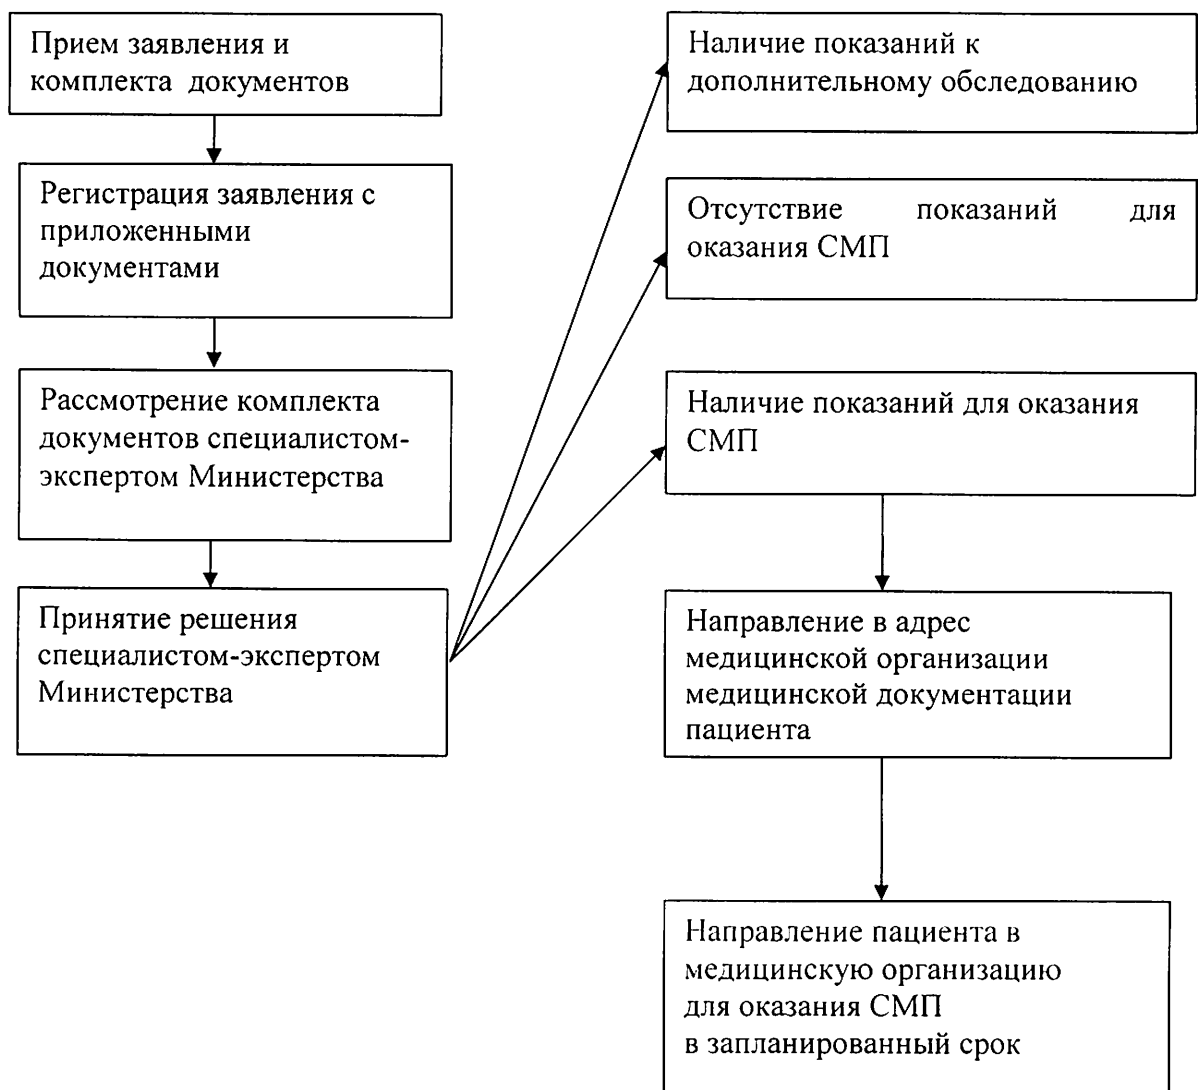 Прием заявления и
комплекта документов
Регистрация заявления с
приложенными
документами
Рассмотрение комплекта
документов специалистом-
экспертом Министерства
Принятие решения
специалистом-экспертом
Министерства
Наличие показаний к
дополнительному обследованию
Отсутствие показаний для
оказания СМП
Наличие показаний для оказания
СМП
Направление в адрес
медицинской организации
медицинской документации
пациента
Направление пациента в
медицинскую организацию
для оказания СМП
в запланированный срок